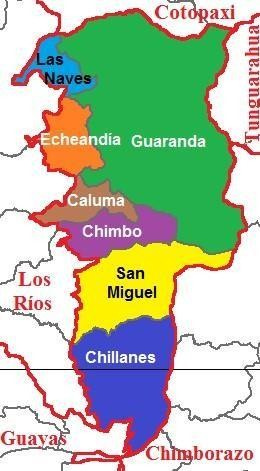 Cotopaxi
Las
Naves
Tunguarahua
Echeandía
Guaranda
Caluma
Chimbo
Los
Ríos
San
Miguel
Chillanes
Guayas
Chimborazo